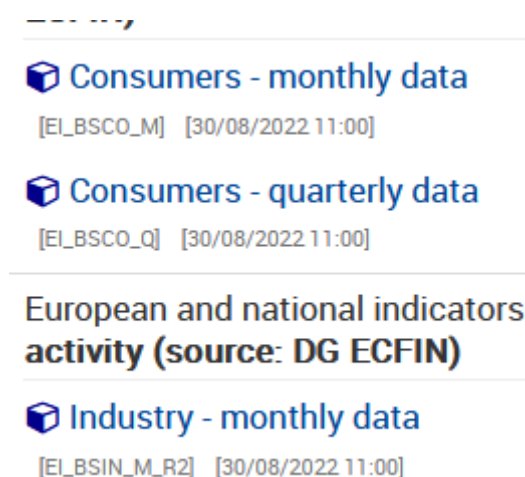 Consumers - monthly data
[EI_BSCO_M] [30/08/2022 11:00]
Consumers - quarterly data
[EI_BSCO_Q] [30/08/2022 11:00]
European and national indicators
activity (source: DG ECFIN)
Industry - monthly data
[EI_BSIN_M_R2] [30/08/2022 11:00]